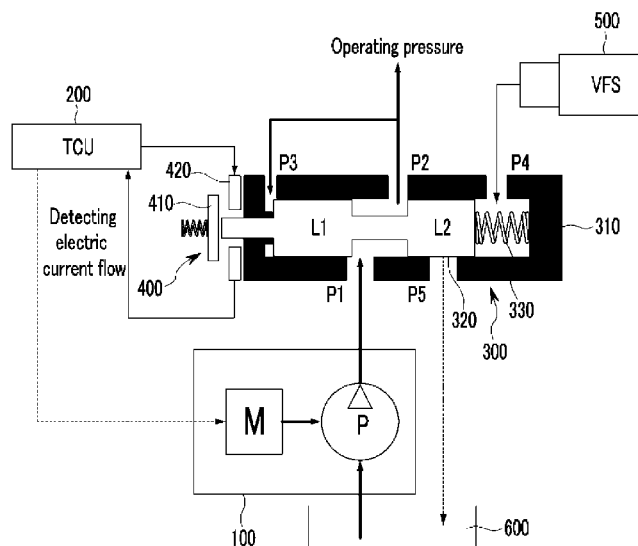 500
Operating pressure
VFS
200
TCU
420
P3
P2
P4
410
L1
L2
310
Detecting
electric
current flow
400
P1
P5
320
330
300
M
P
100
600